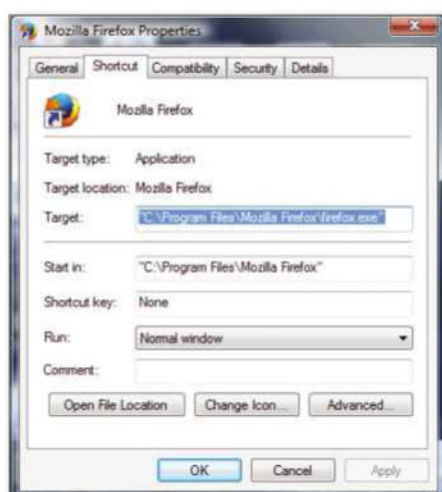 Mozilla Firefox Properties
General Shortcut Compatibility Security Details
Mozilla Firefox
Target type: Application
Target location: Mozilla Firefox
Target: "C:\Program Files\Mozilla Firefox\firefox.exe"
Start in: "C:\Program Files\Mozilla Firefox"
Shortcut key: None
Run: Normal window
Comment:
Open File Location Change Icon... Advanced...
OK Cancel Apply